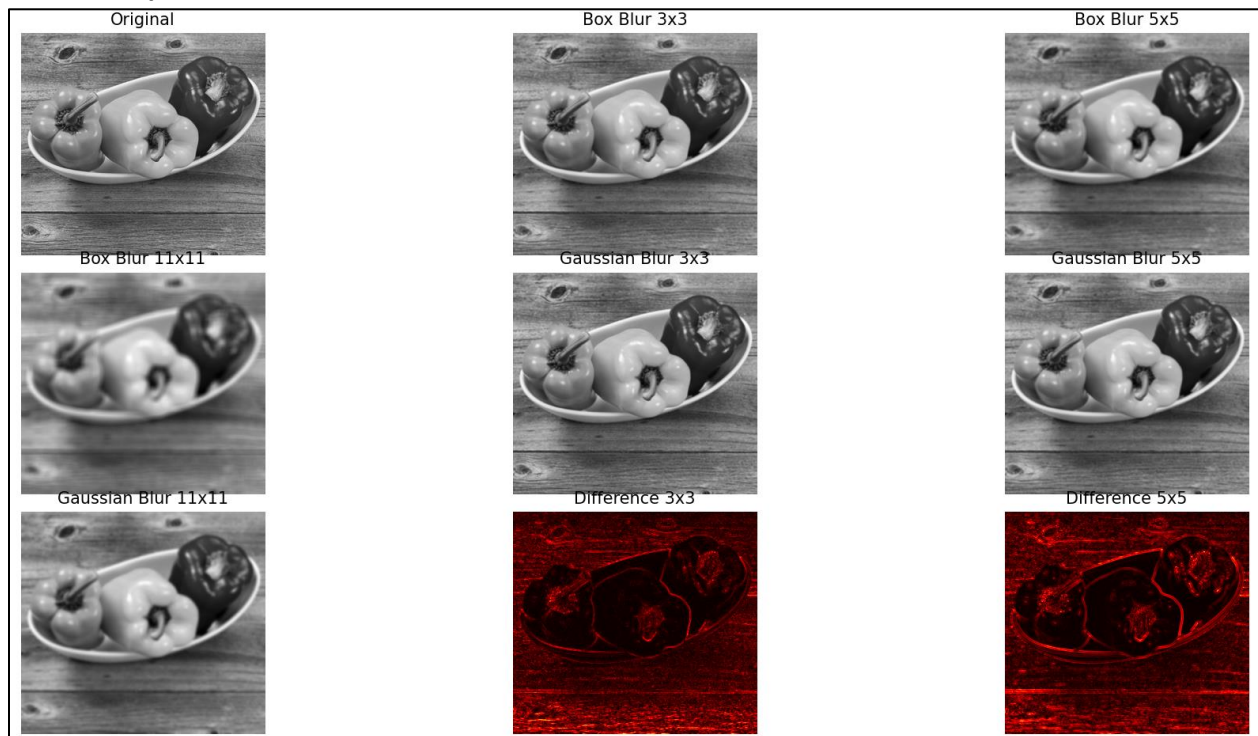 Original
Box Blur 3x3
Box Blur 5x5
Box Blur 11x11
Gaussian Blur 3x3
Gaussian Blur 5x5
Gaussian Blur 11x11
Difference 3x3
Difference 5x5